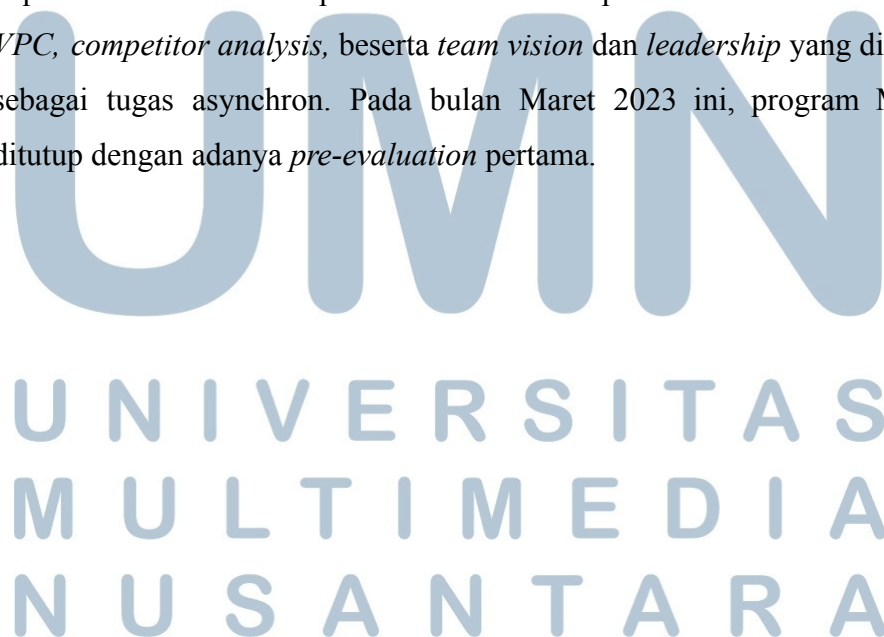 VPC, competitor analysis, beserta team vision dan leadership yang di
sebagai tugas asynchron. Pada bulan Maret 2023 ini, program M
ditutup dengan adanya pre-evaluation pertama.
UMN
UNIVERSITAS
MULTIMEDIA
NUSANTARA